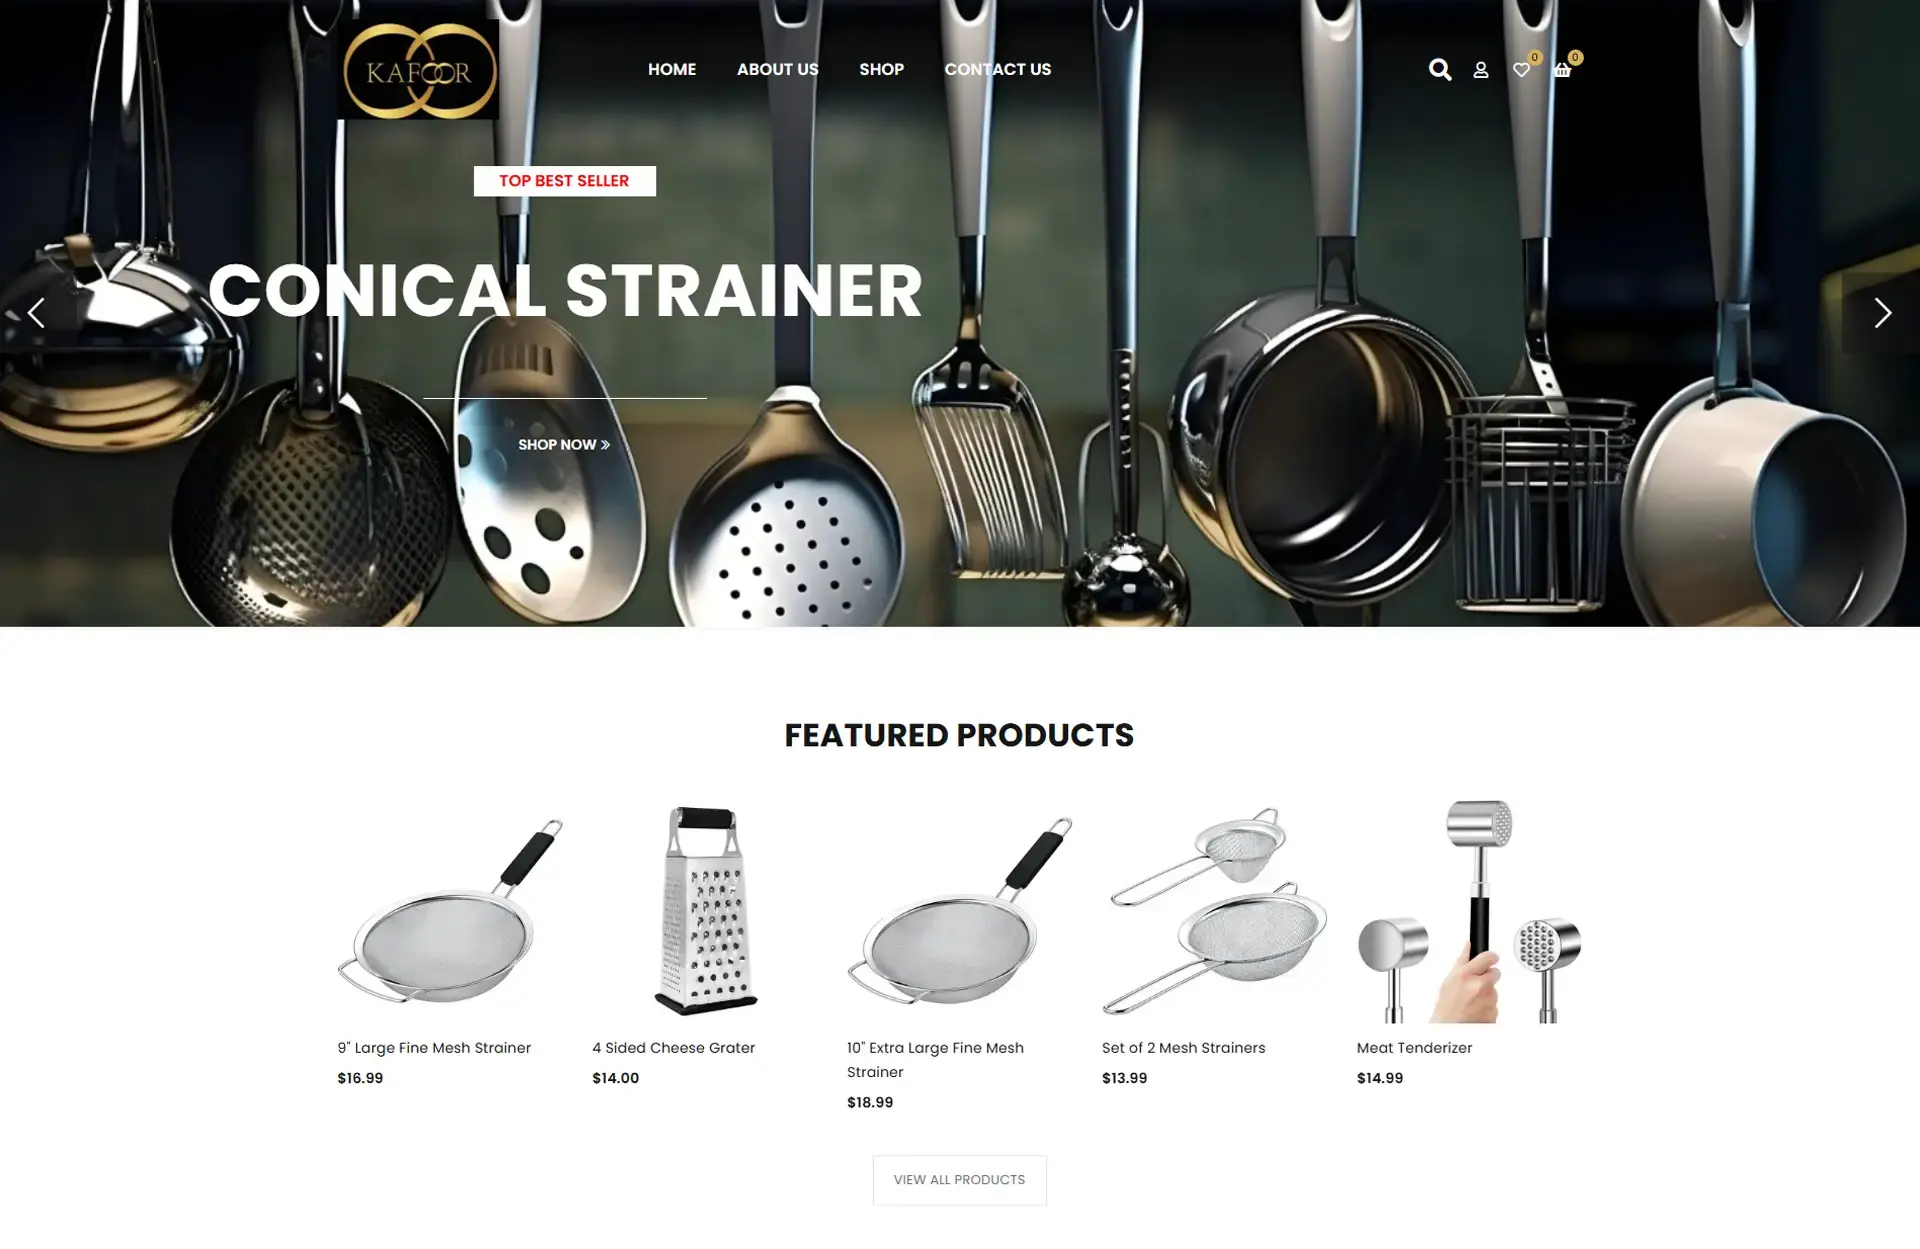 KAFOOR
HOME
ABOUT US
SHOP
CONTACT US
0
0
TOP BEST SELLER
CONICAL STRAINER
SHOP NOW »
FEATURED PRODUCTS
9" Large Fine Mesh Strainer
$16.99
4 Sided Cheese Grater
$14.00
10" Extra Large Fine Mesh
Strainer
$18.99
Set of 2 Mesh Strainers
$13.99
Meat Tenderizer
$14.99
VIEW ALL PRODUCTS